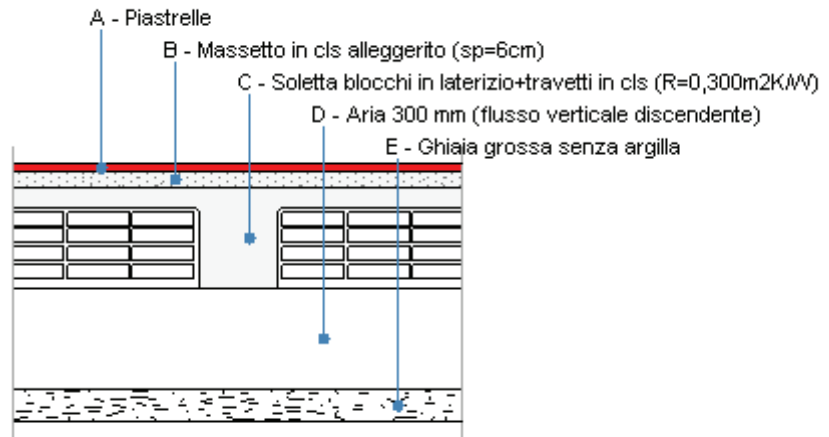 A - Piastrelle
B - Massetto in cls alleggerito (sp=6cm)
C - Soletta blocchi in laterizio+travetti in cls (R=0,300m2K/W)
D - Aria 300 mm (flusso verticale discendente)
E - Ghiaia grossa senza argilla